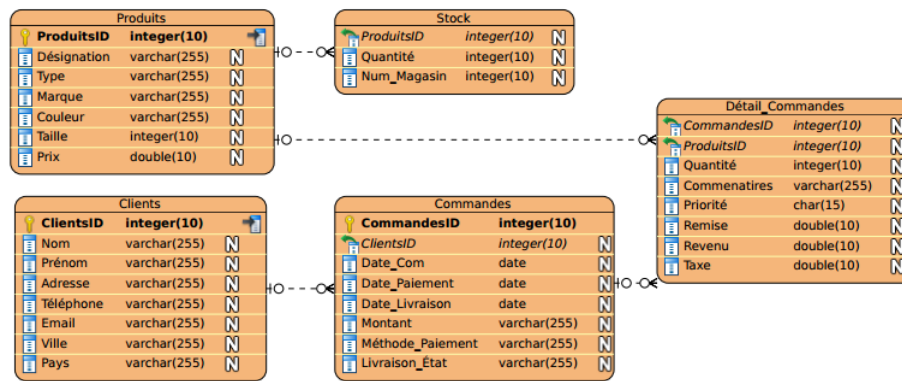 Produits
ProduitsID integer(10)
Désignation varchar(255) N
Type varchar(255) N
Marque varchar(255) N
Couleur varchar(255) N
Taille integer(10) N
Prix double(10) N
Stock
ProduitsID integer(10) N
Quantité integer(10) N
Num_Magasin integer(10) N
Détail_Commandes
CommandesID integer(10) N
ProduitsID integer(10) N
Quantité integer(10) N
Commenatires varchar(255) N
Priorité char(15) N
Remise double(10) N
Revenu double(10) N
Taxe double(10) N
Clients
ClientsID integer(10)
Nom varchar(255) N
Prénom varchar(255) N
Adresse varchar(255) N
Téléphone varchar(255) N
Email varchar(255) N
Ville varchar(255) N
Pays varchar(255) N
Commandes
CommandesID integer(10)
ClientsID integer(10) N
Date_Com date N
Date_Paiement date N
Date_Livraison date N
Montant varchar(255) N
Méthode_Paiement varchar(255) N
Livraison_État varchar(255) N